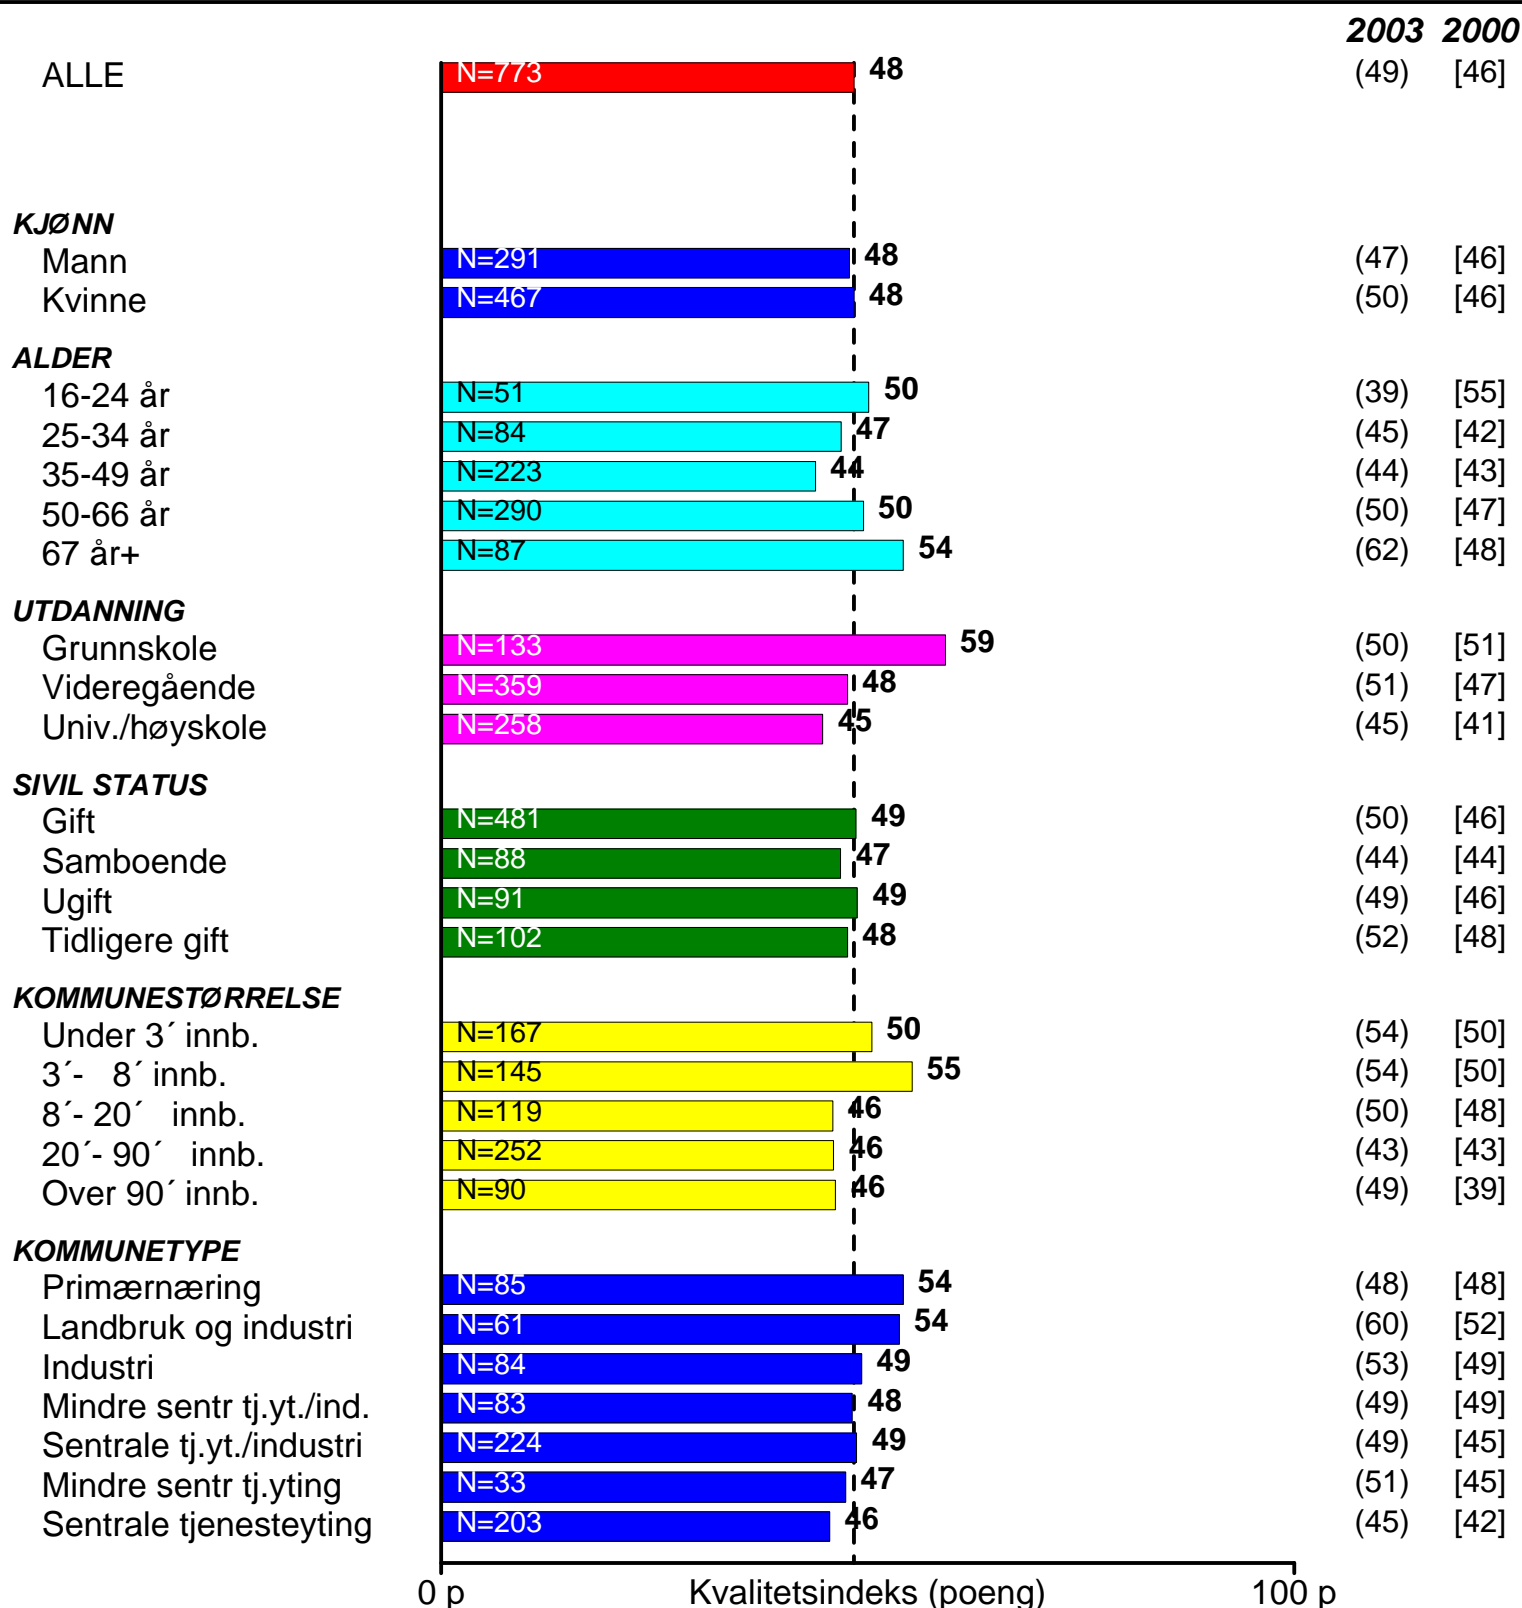 2003 2000
ALLE N=773 48 (49) [46]
KJØNN
Mann N=291 48 (47) [46]
Kvinne N=467 48 (50) [46]
ALDER
16-24 år N=51 50 (39) [55]
25-34 år N=84 47 (45) [42]
35-49 år N=223 44 (44) [43]
50-66 år N=290 50 (50) [47]
67 år+ N=87 54 (62) [48]
UTDANNING
Grunnskole N=133 59 (50) [51]
Videregående N=359 48 (51) [47]
Univ./høyskole N=258 45 (45) [41]
SIVIL STATUS
Gift N=481 49 (50) [46]
Samboende N=88 47 (44) [44]
Ugift N=91 49 (49) [46]
Tidligere gift N=102 48 (52) [48]
KOMMUNESTØRRELSE
Under 3´ innb. N=167 50 (54) [50]
3´- 8´ innb. N=145 55 (54) [50]
8´- 20´ innb. N=119 46 (50) [48]
20´- 90´ innb. N=252 46 (43) [43]
Over 90´ innb. N=90 46 (49) [39]
KOMMUNETYPE
Primærnæring N=85 54 (48) [48]
Landbruk og industri N=61 54 (60) [52]
Industri N=84 49 (53) [49]
Mindre sentr tj.yt./ind. N=83 48 (49) [49]
Sentrale tj.yt./industri N=224 49 (49) [45]
Mindre sentr tj.yting N=33 47 (51) [45]
Sentrale tjenesteyting N=203 46 (45) [42]
0 p Kvalitetsindeks (poeng) 100 p